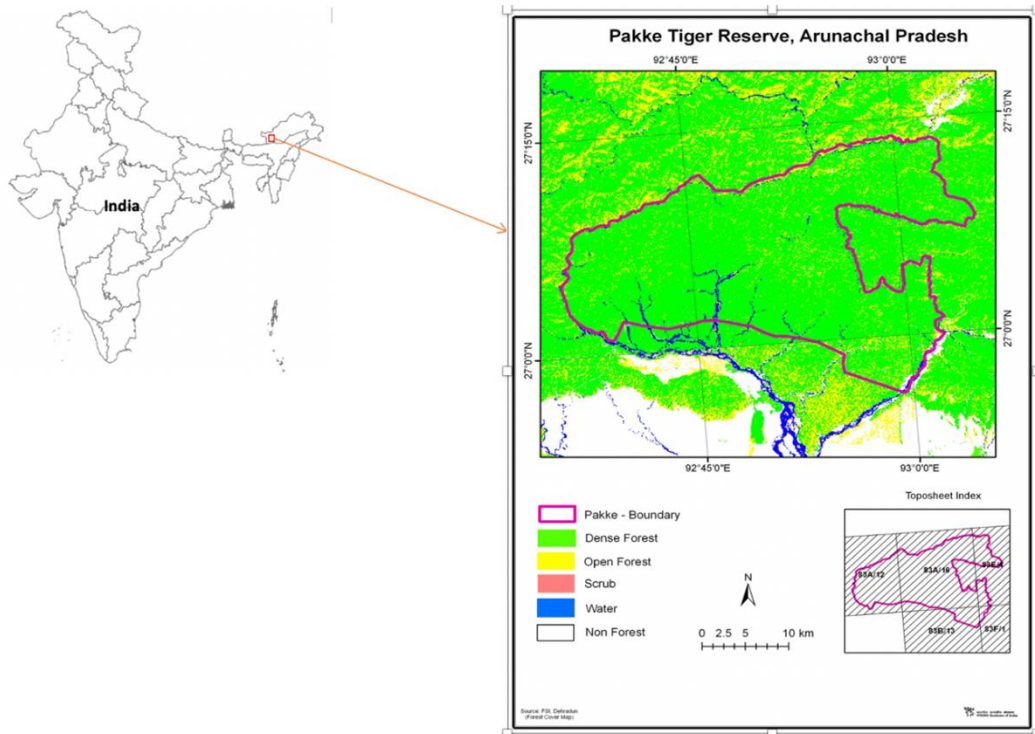 India
Pakke Tiger Reserve, Arunachal Pradesh
92°45'0"E 93°0'0"E
27°15'0"N 27°15'0"N
27°0'0"N 27°0'0"N
92°45'0"E 93°0'0"E
Pakke - Boundary
Dense Forest
Open Forest
Scrub
Water
Non Forest
N
0 2.5 5 10 km
Toposheet Index
83A/12 83A/16
83B/13 83F/1
Source: FSI, Dehradun
(Forest Cover Map)